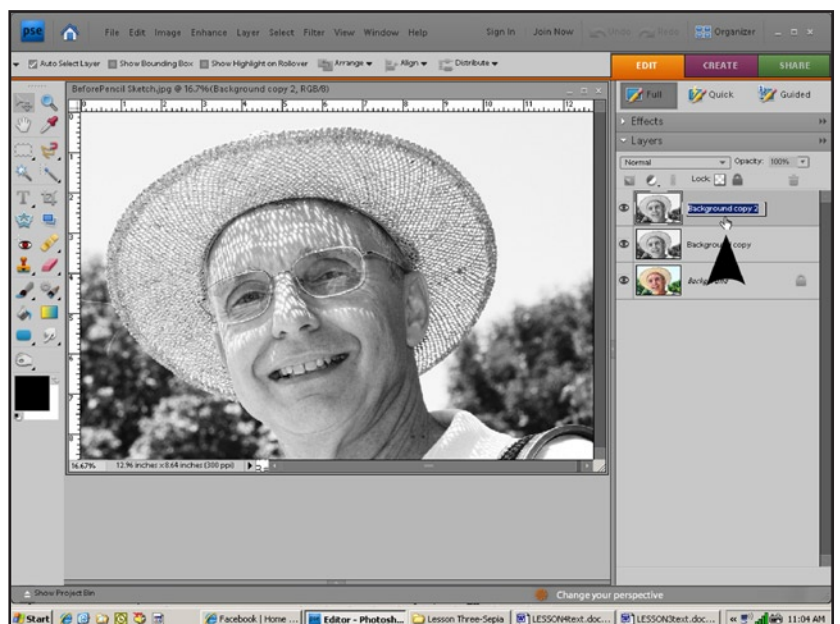 pse File Edit Image Enhance Layer Select Filter View Window Help Sign In Join Now Undo Redo Organizer
Auto Select Layer Show Bounding Box Show Highlight on Rollover Arrange Align Distribute EDIT CREATE SHARE
BeforePencil Sketch.jpg @ 16.7%(Background copy 2, RGB/8)
Full Quick Guided
Effects
Layers
Normal Opacity: 100%
Lock:
Background copy 2
Background copy
Background
16.67% 12.96 inches x 8.64 inches (300 ppi)
Show Project Bin Change your perspective
Start Facebook | Home ... Editor - Photosh... Lesson Three-Sepia LESSON4text.doc... LESSON3text.doc... 11:04 AM